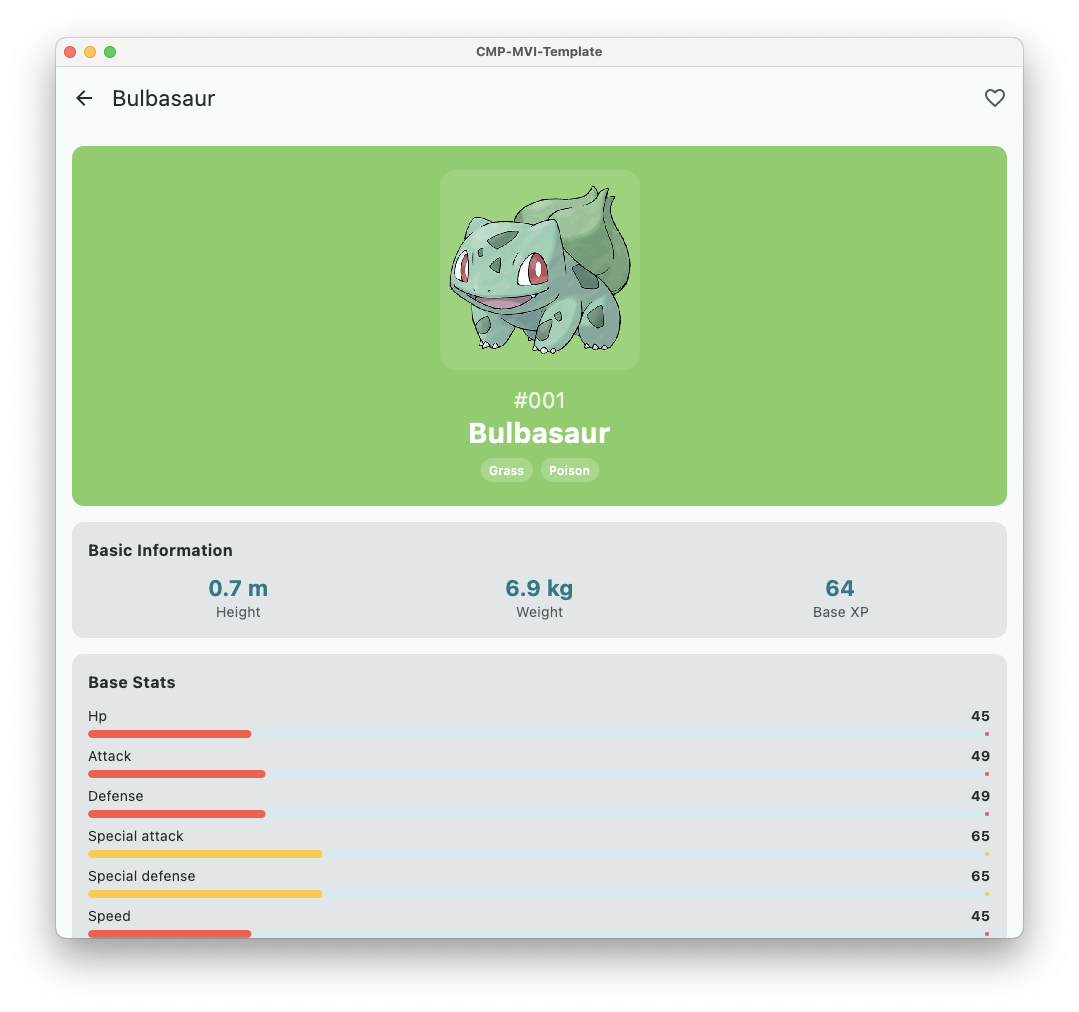 CMP-MVI-Template
Bulbasaur
#001
Bulbasaur
Grass Poison
Basic Information
0.7 m 6.9 kg 64
Height Weight Base XP
Base Stats
Hp 45
Attack 49
Defense 49
Special attack 65
Special defense 65
Speed 45